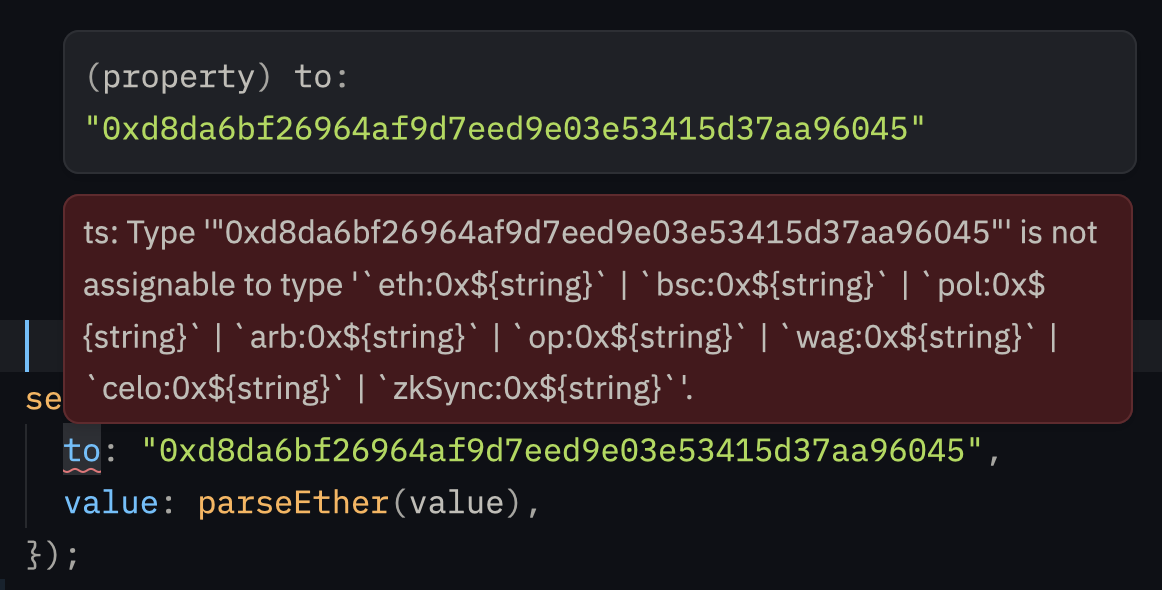 (property) to:
"0xd8da6bf26964af9d7eed9e03e53415d37aa96045"
ts: Type '"0xd8da6bf26964af9d7eed9e03e53415d37aa96045"' is not
assignable to type '`eth:0x${string}` | `bsc:0x${string}` | `pol:0x$
{string}` | `arb:0x${string}` | `op:0x${string}` | `wag:0x${string}` |
`celo:0x${string}` | `zkSync:0x${string}`'.
se
to: "0xd8da6bf26964af9d7eed9e03e53415d37aa96045",
value: parseEther(value),
});